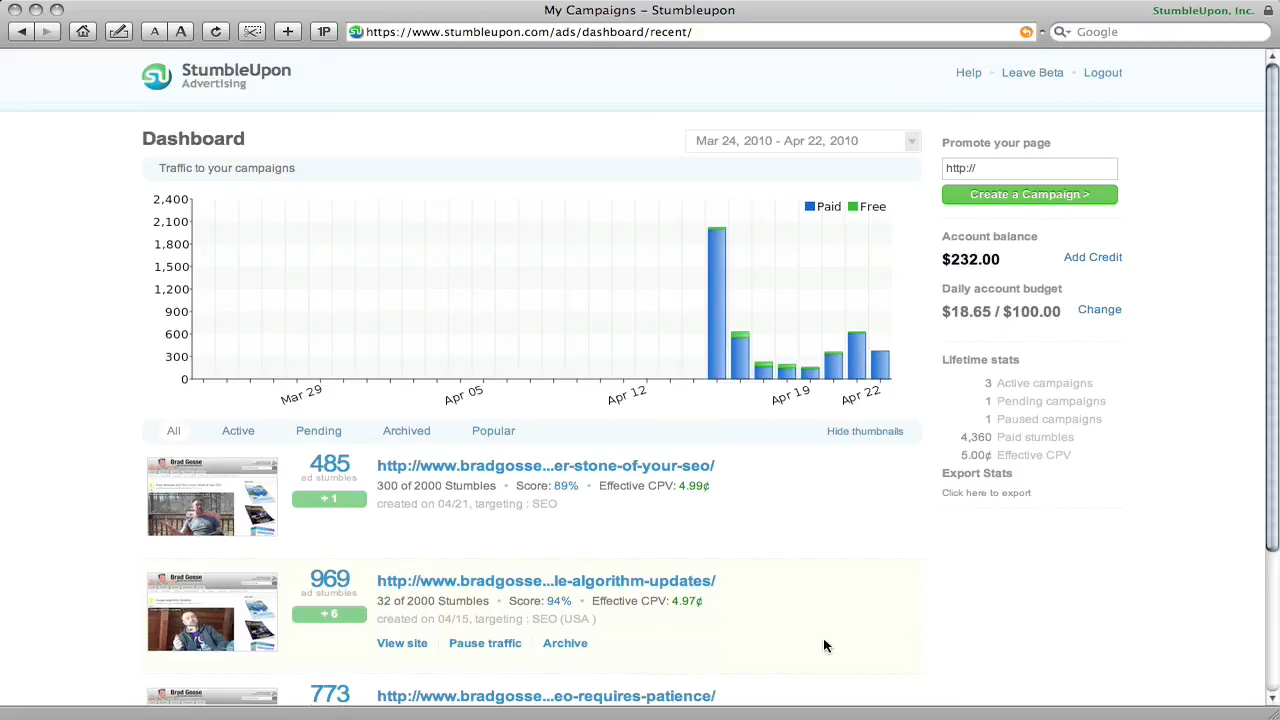 My Campaigns – Stumbleupon
StumbleUpon, Inc.
A A 1P https://www.stumbleupon.com/ads/dashboard/recent/ Google
StumbleUpon
Advertising
Help Leave Beta Logout
Dashboard
Mar 24, 2010 - Apr 22, 2010
Traffic to your campaigns
Paid Free
2,400
2,100
1,800
1,500
1,200
900
600
300
0
Mar 29 Apr 05 Apr 12 Apr 19 Apr 22
Promote your page
http://
Create a Campaign >
Account balance
$232.00 Add Credit
Daily account budget
$18.65 / $100.00 Change
Lifetime stats
3 Active campaigns
1 Pending campaigns
1 Paused campaigns
4,360 Paid stumbles
5.00¢ Effective CPV
Export Stats
Click here to export
All Active Pending Archived Popular Hide thumbnails
Brad Gosse
485
ad stumbles
+ 1
http://www.bradgosse...er-stone-of-your-seo/
300 of 2000 Stumbles • Score: 89% • Effective CPV: 4.99¢
created on 04/21, targeting : SEO
Brad Gosse
969
ad stumbles
+ 6
http://www.bradgosse...le-algorithm-updates/
32 of 2000 Stumbles • Score: 94% • Effective CPV: 4.97¢
created on 04/15, targeting : SEO (USA )
View site Pause traffic Archive
Brad Gosse
773
http://www.bradgosse...eo-requires-patience/